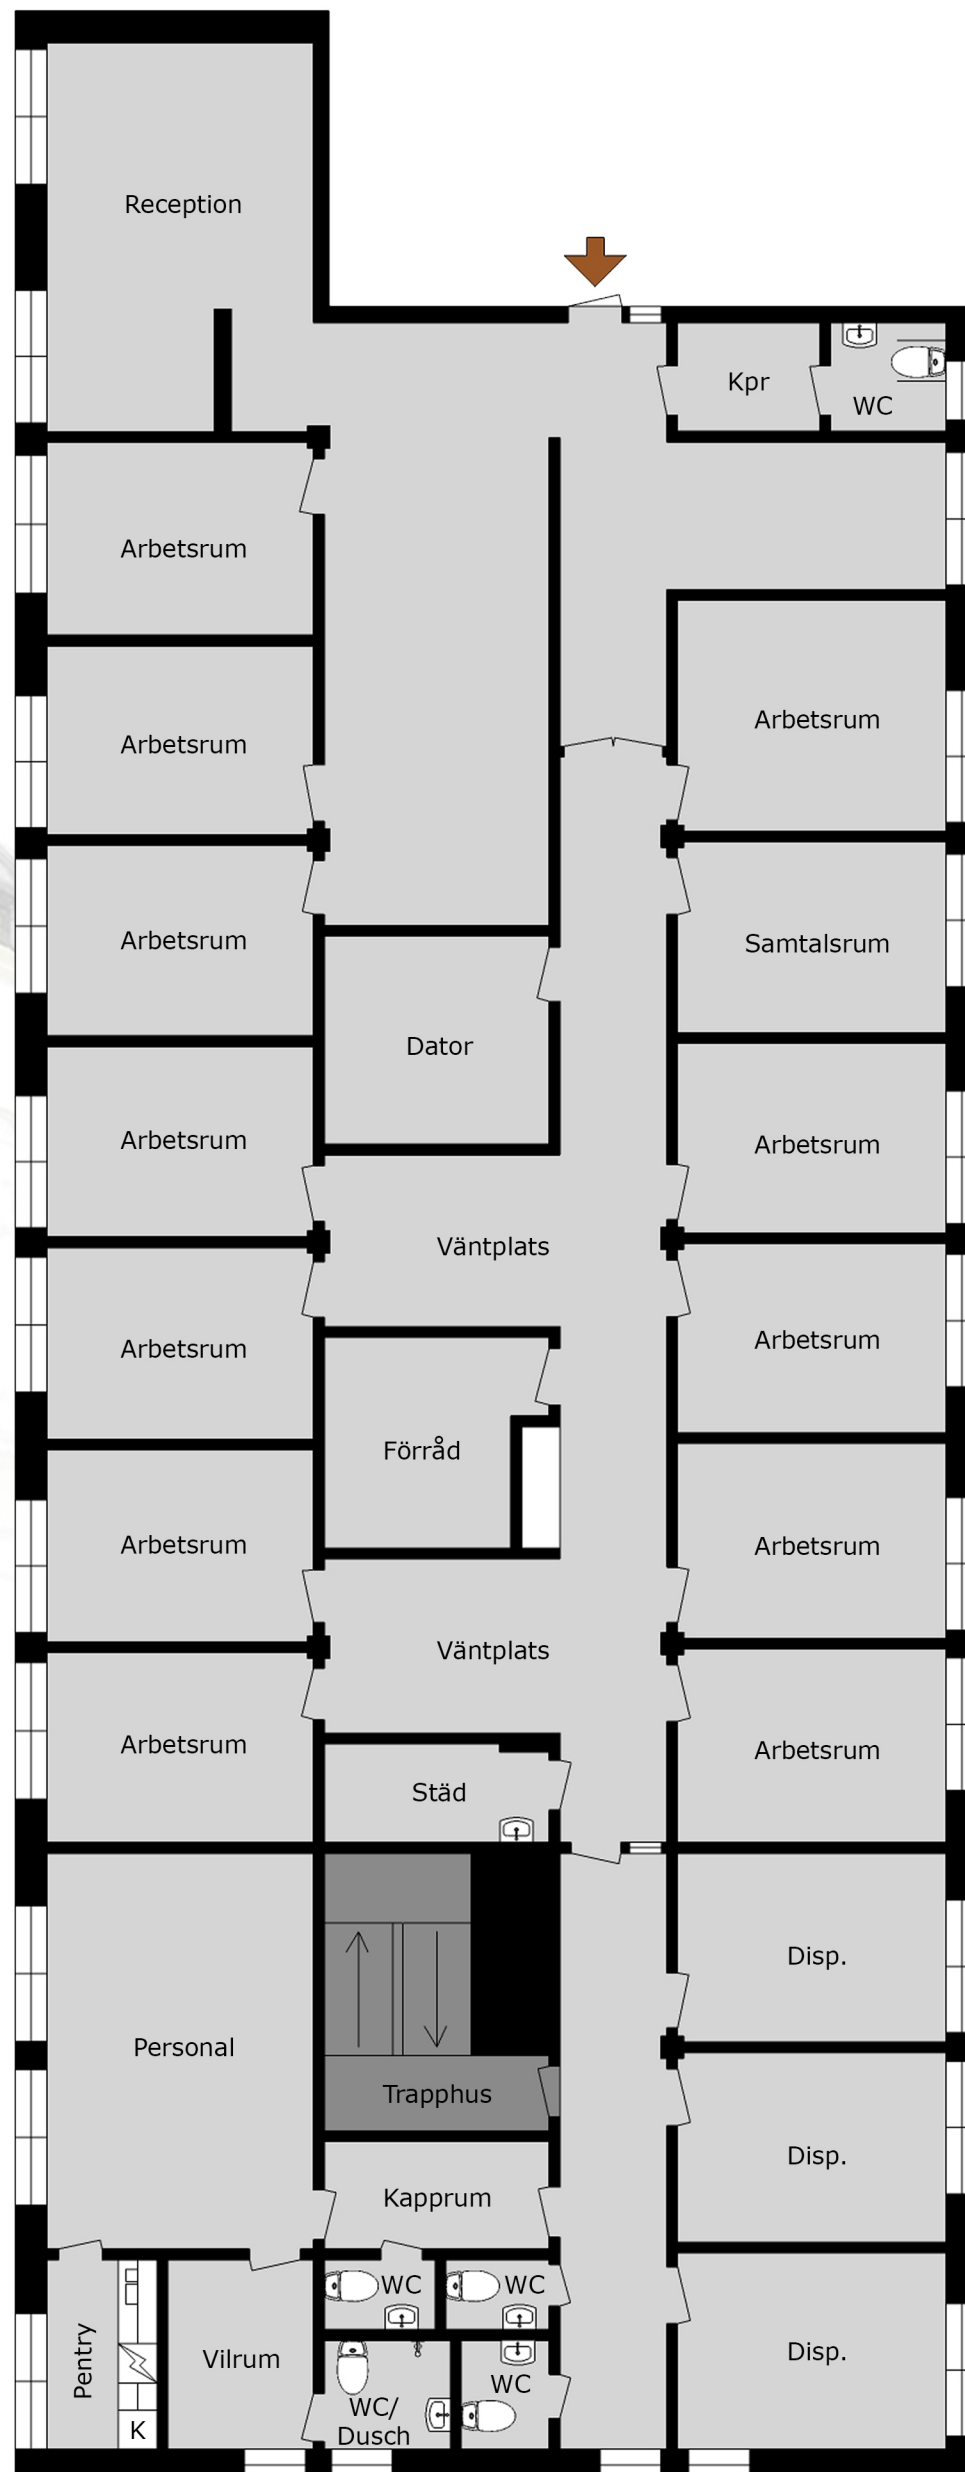 Reception
Kpr
WC
Arbetsrum
Arbetsrum
Arbetsrum
Arbetsrum
Samtalsrum
Dator
Arbetsrum
Arbetsrum
Väntplats
Arbetsrum
Arbetsrum
Förråd
Arbetsrum
Arbetsrum
Väntplats
Arbetsrum
Arbetsrum
Städ
Disp.
Personal
Trapphus
Disp.
Kapprum
WC
WC
Pentry
Vilrum
Disp.
WC
WC/
Dusch
K